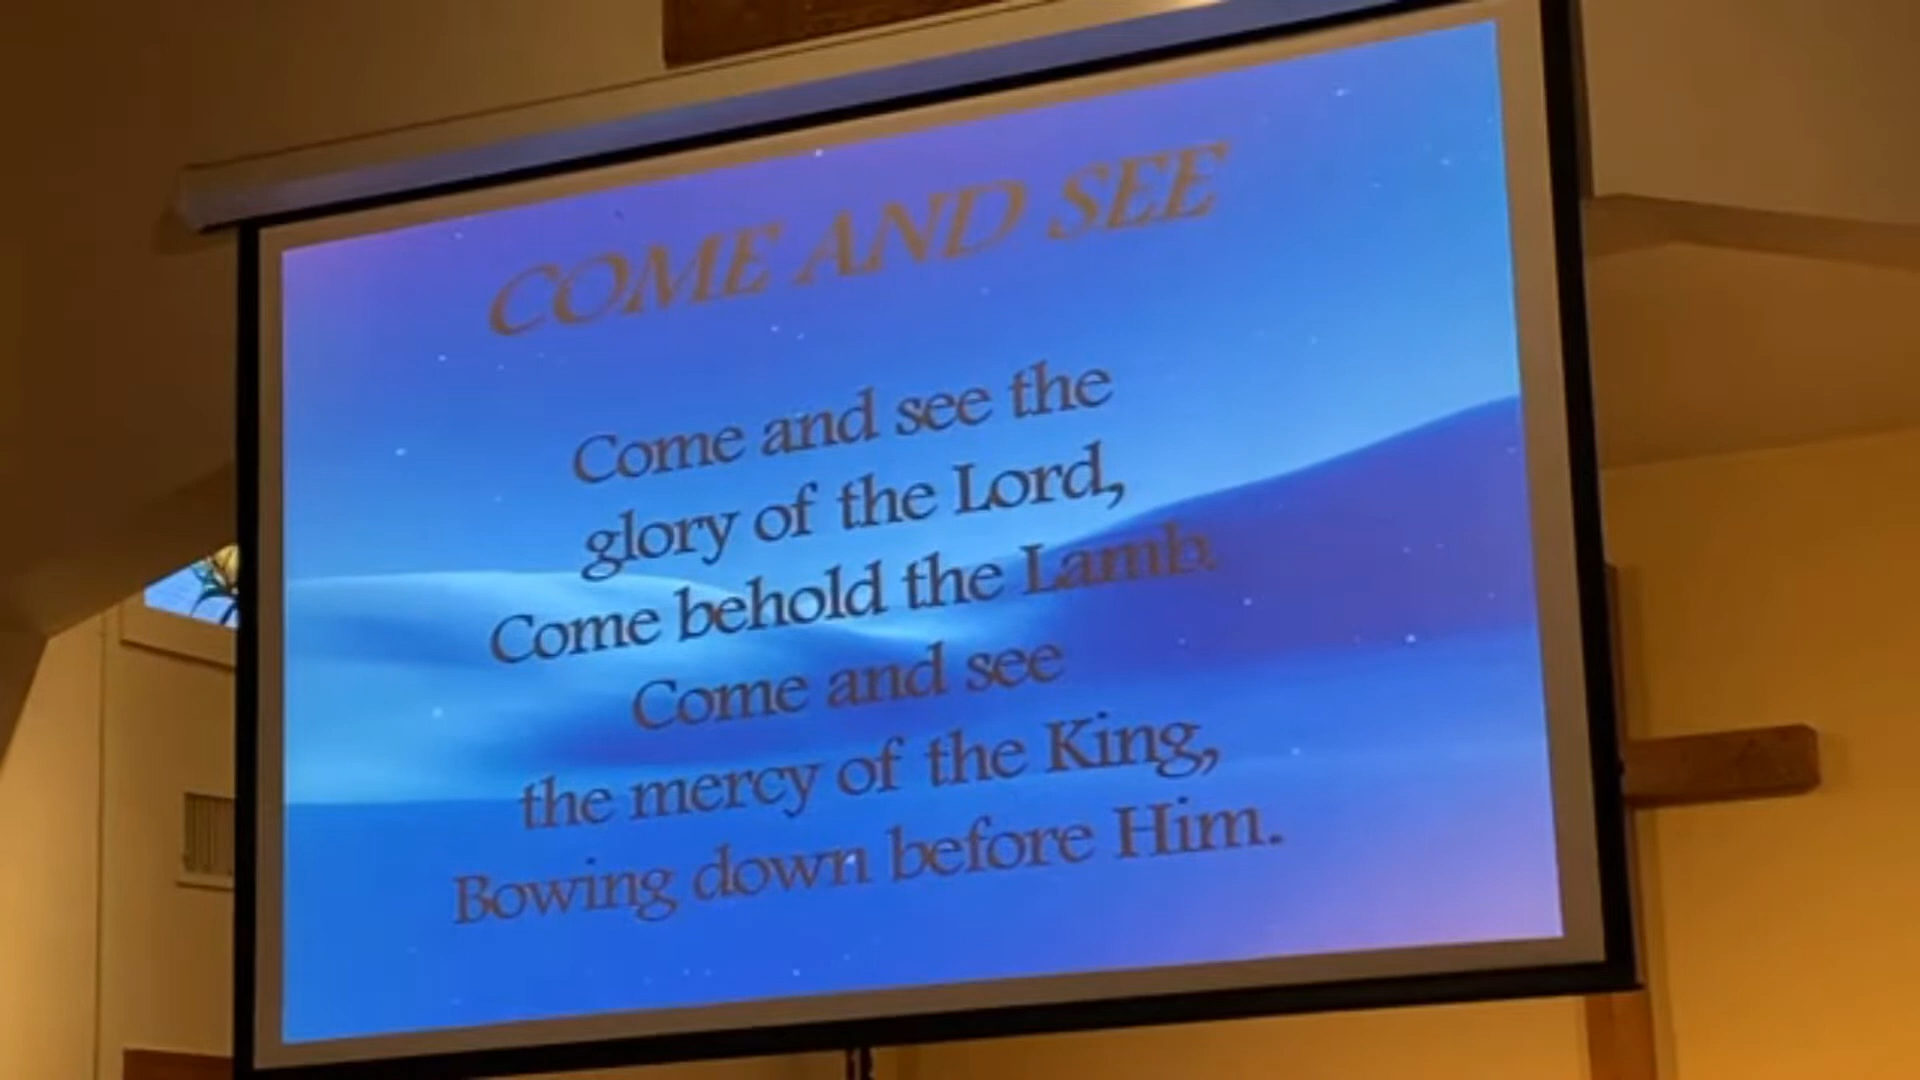 COME AND SEE
Come and see the
glory of the Lord,
Come behold the Lamb.
Come and see
the mercy of the King,
Bowing down before Him.